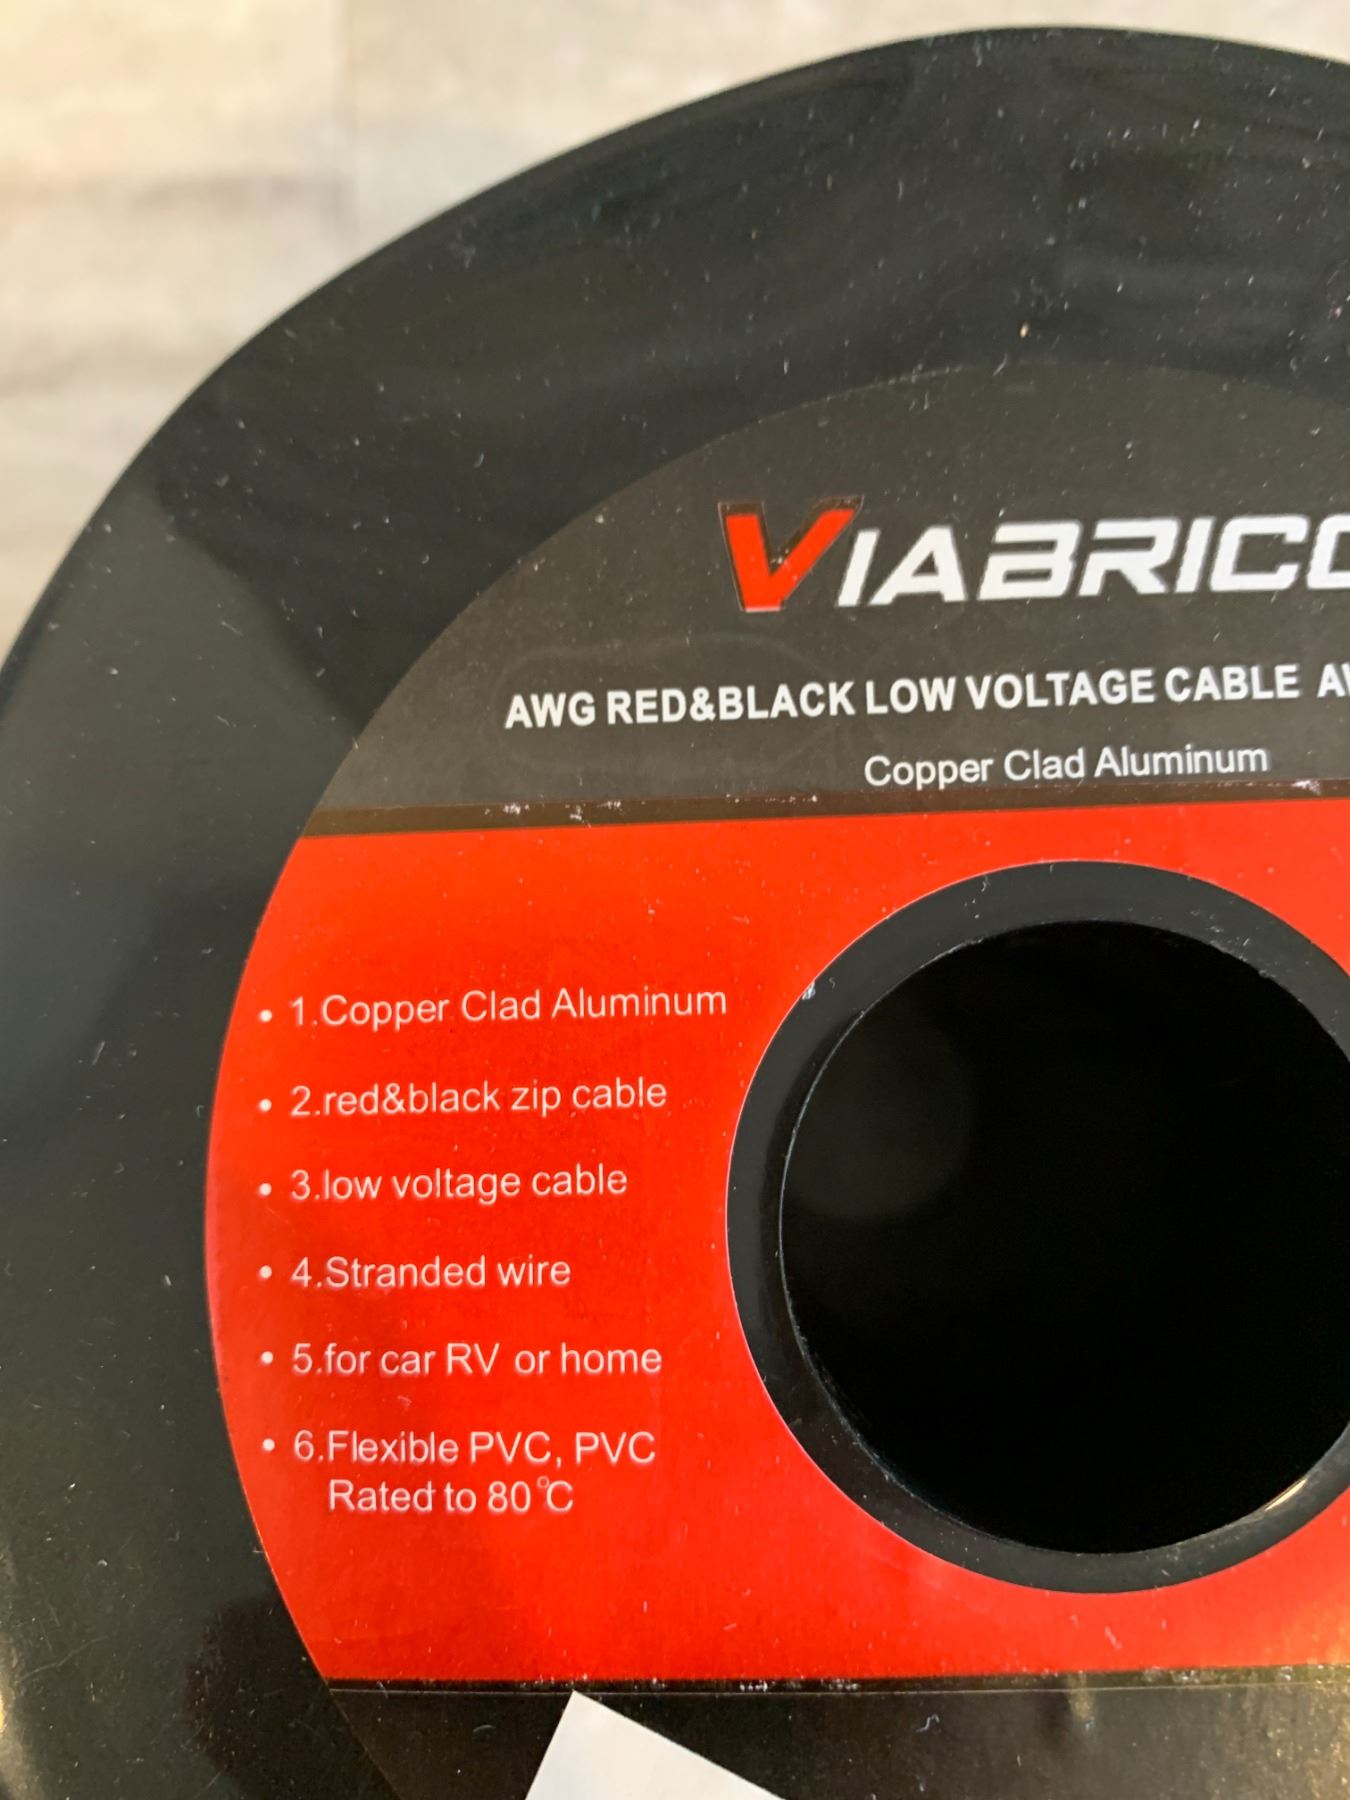 VIABRICO
AWG RED&BLACK LOW VOLTAGE CABLE
Copper Clad Aluminum
• 1.Copper Clad Aluminum
• 2.red&black zip cable
• 3.low voltage cable
• 4.Stranded wire
• 5.for car RV or home
• 6.Flexible PVC, PVC
Rated to 80℃